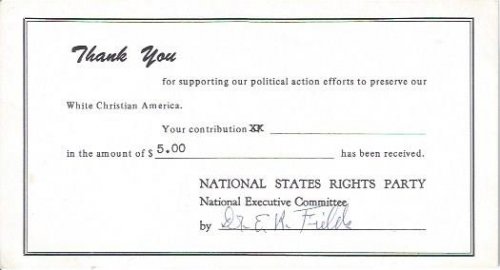 Thank You
for supporting our political action efforts to preserve our
White Christian America.
Your contribution XX
in the amount of $ 5.00 has been received.
NATIONAL STATES RIGHTS PARTY
National Executive Committee
by Dr. E. R. Fields